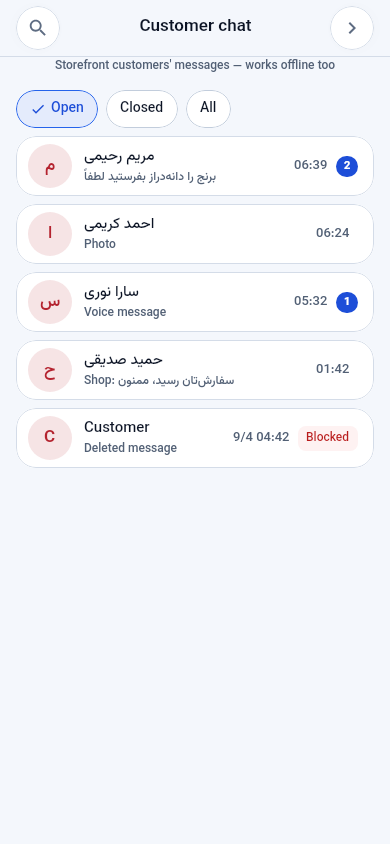 Customer chat
Storefront customers' messages — works offline too
Open
Closed
All
م
مریم رحیمی
برنج را دانه‌دراز بفرستید لطفاً
06:39
2
ا
احمد کریمی
Photo
06:24
س
سارا نوری
Voice message
05:32
1
ح
حمید صدیقی
Shop: سفارش‌تان رسید، ممنون
01:42
C
Customer
Deleted message
9/4 04:42
Blocked